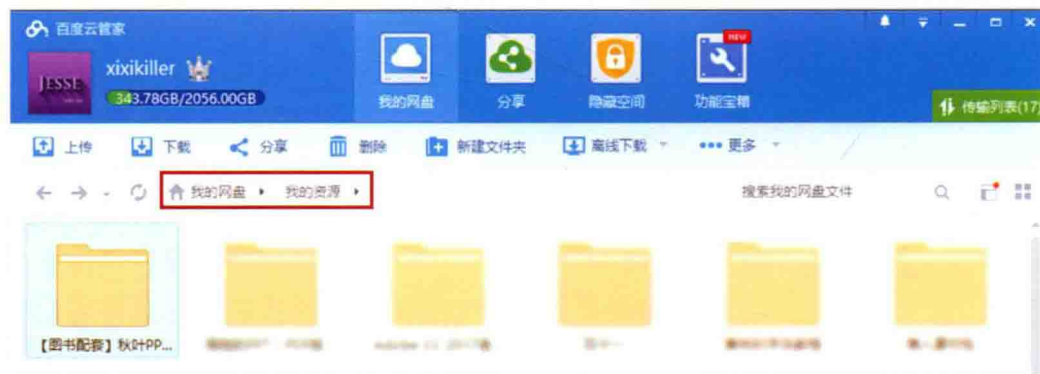 百度云管家
JESSE
xixikiller
343.78GB/2056.00GB
我的网盘
分享
隐藏空间
NEW
功能宝箱
传输列表(17)
上传 下载 分享 删除 新建文件夹 离线下载 更多
我的网盘 我的资源
搜索我的网盘文件
【图书配套】秋叶PP...